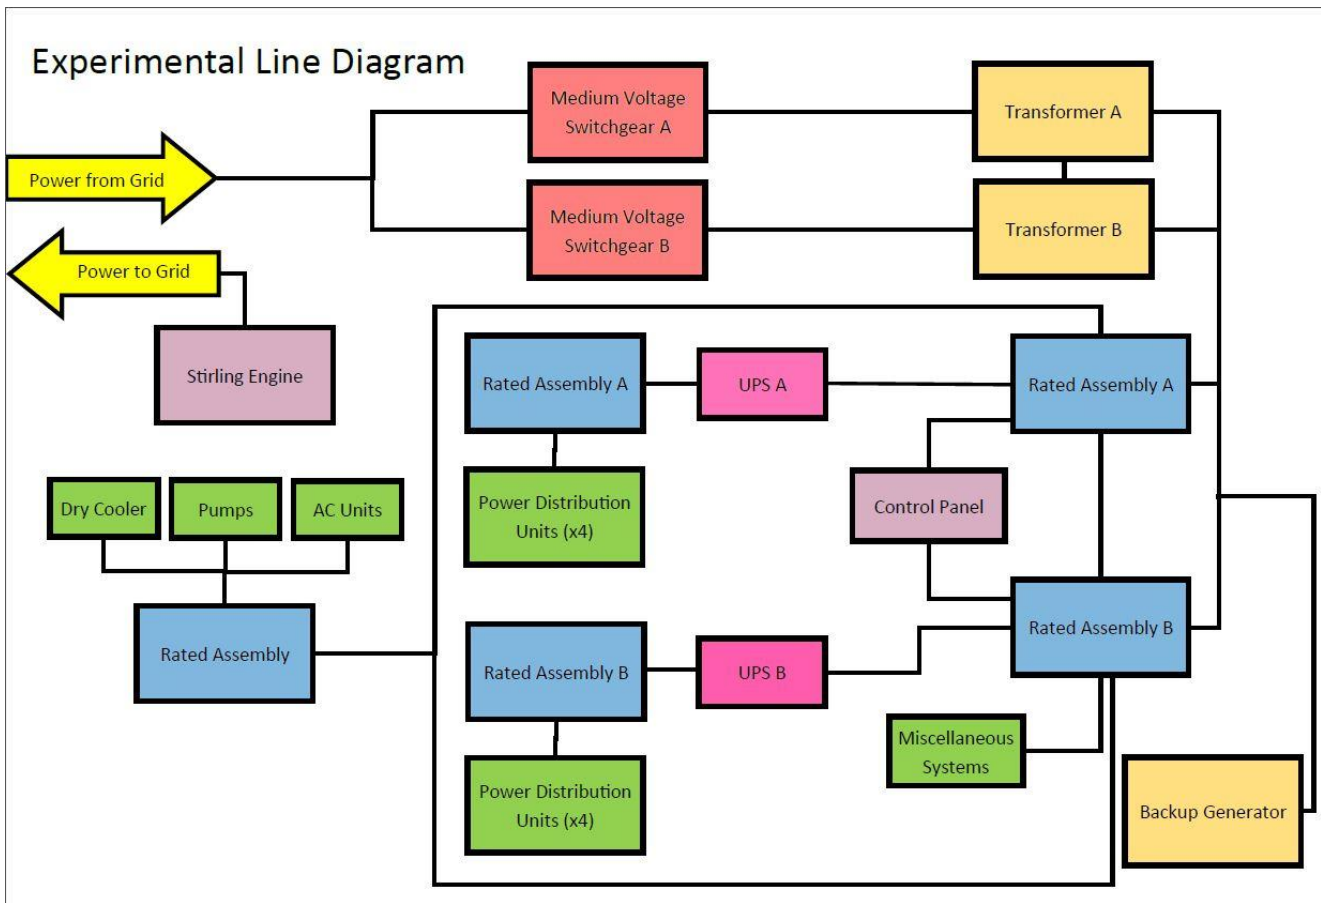 Experimental Line Diagram
Medium Voltage
Switchgear A
Transformer A
Power from Grid
Medium Voltage
Switchgear B
Transformer B
Power to Grid
Stirling Engine
Rated Assembly A
UPS A
Rated Assembly A
Dry Cooler
Pumps
AC Units
Power Distribution
Units (x4)
Control Panel
Rated Assembly
Rated Assembly B
UPS B
Rated Assembly B
Miscellaneous
Systems
Power Distribution
Units (x4)
Backup Generator